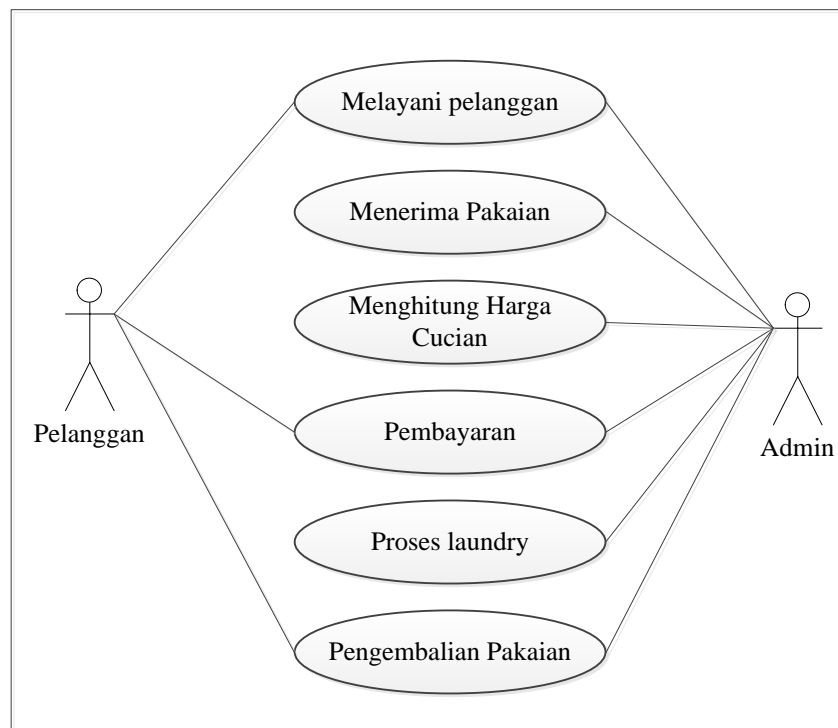 Melayani pelanggan
Menerima Pakaian
Menghitung Harga
Cucian
Pelanggan
Pembayaran
Admin
Proses laundry
Pengembalian Pakaian